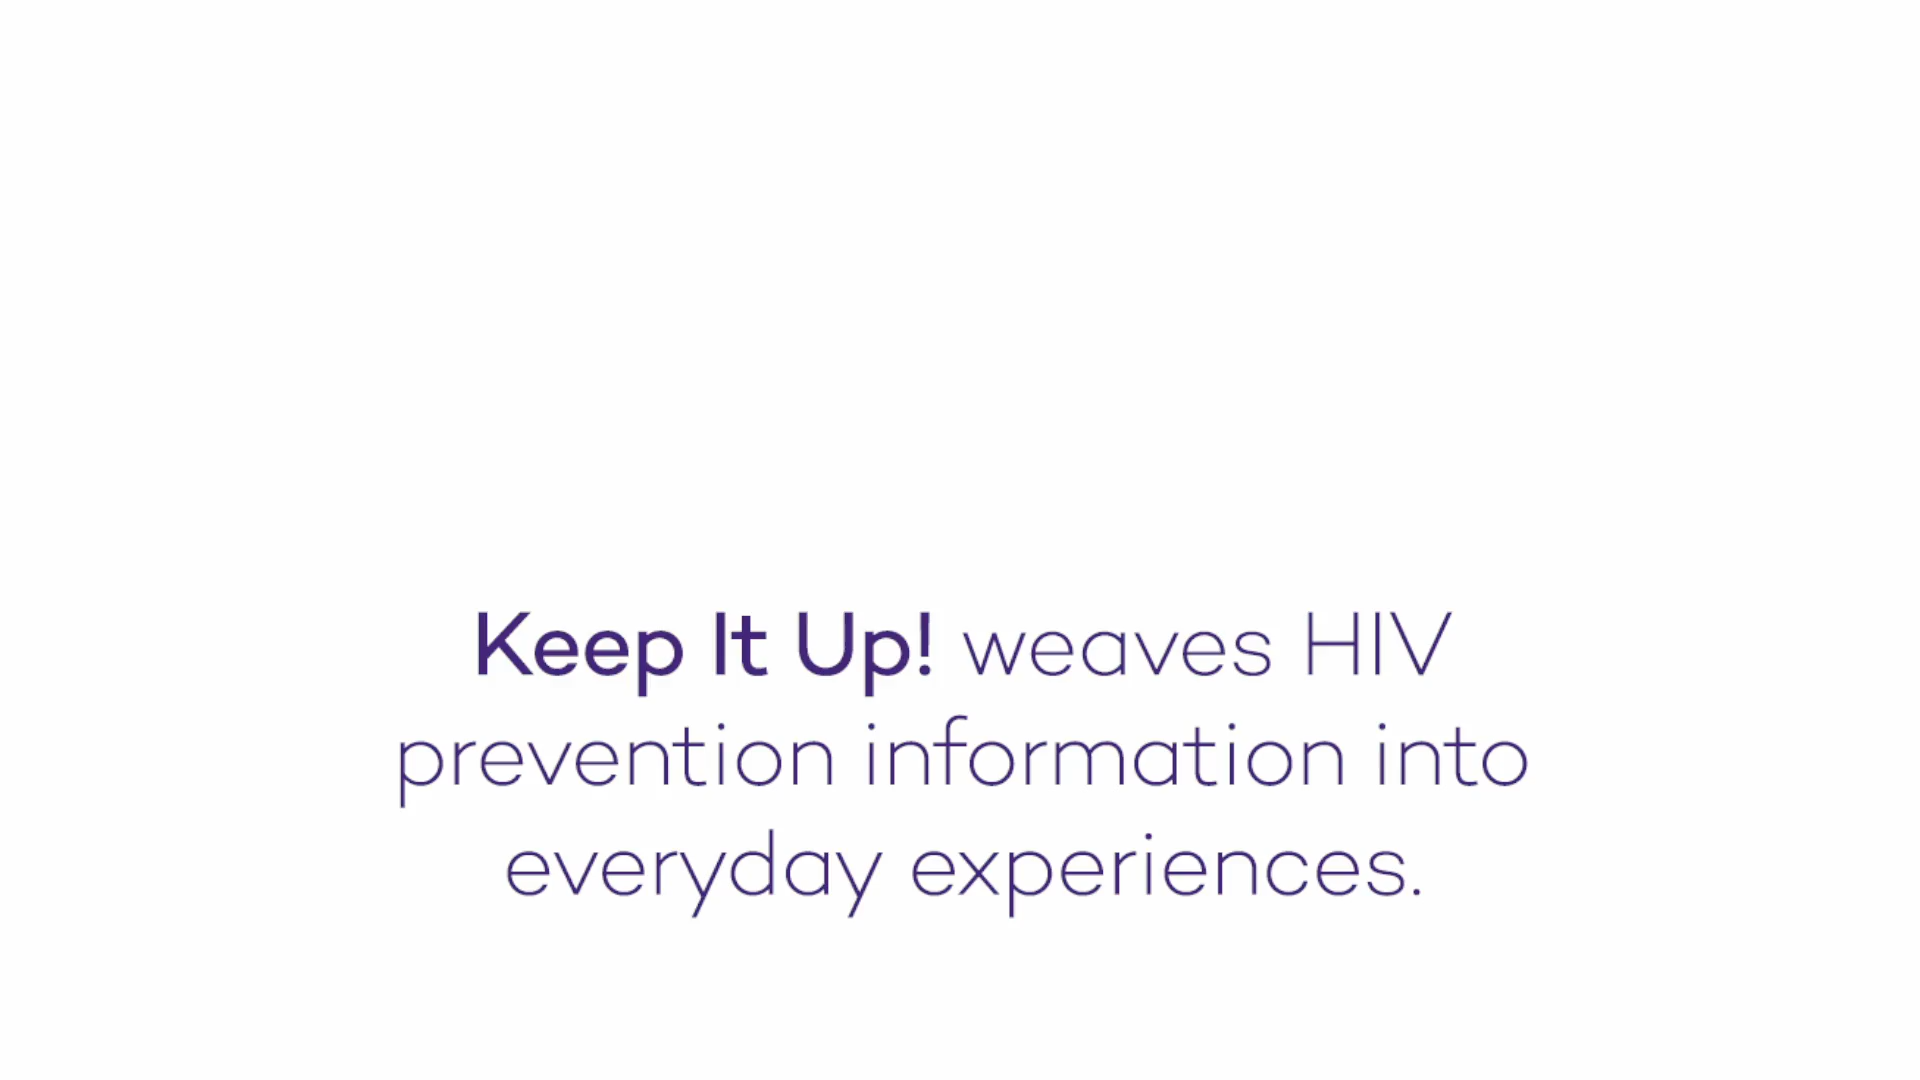 Keep It Up! weaves HIV
prevention information into
everyday experiences.